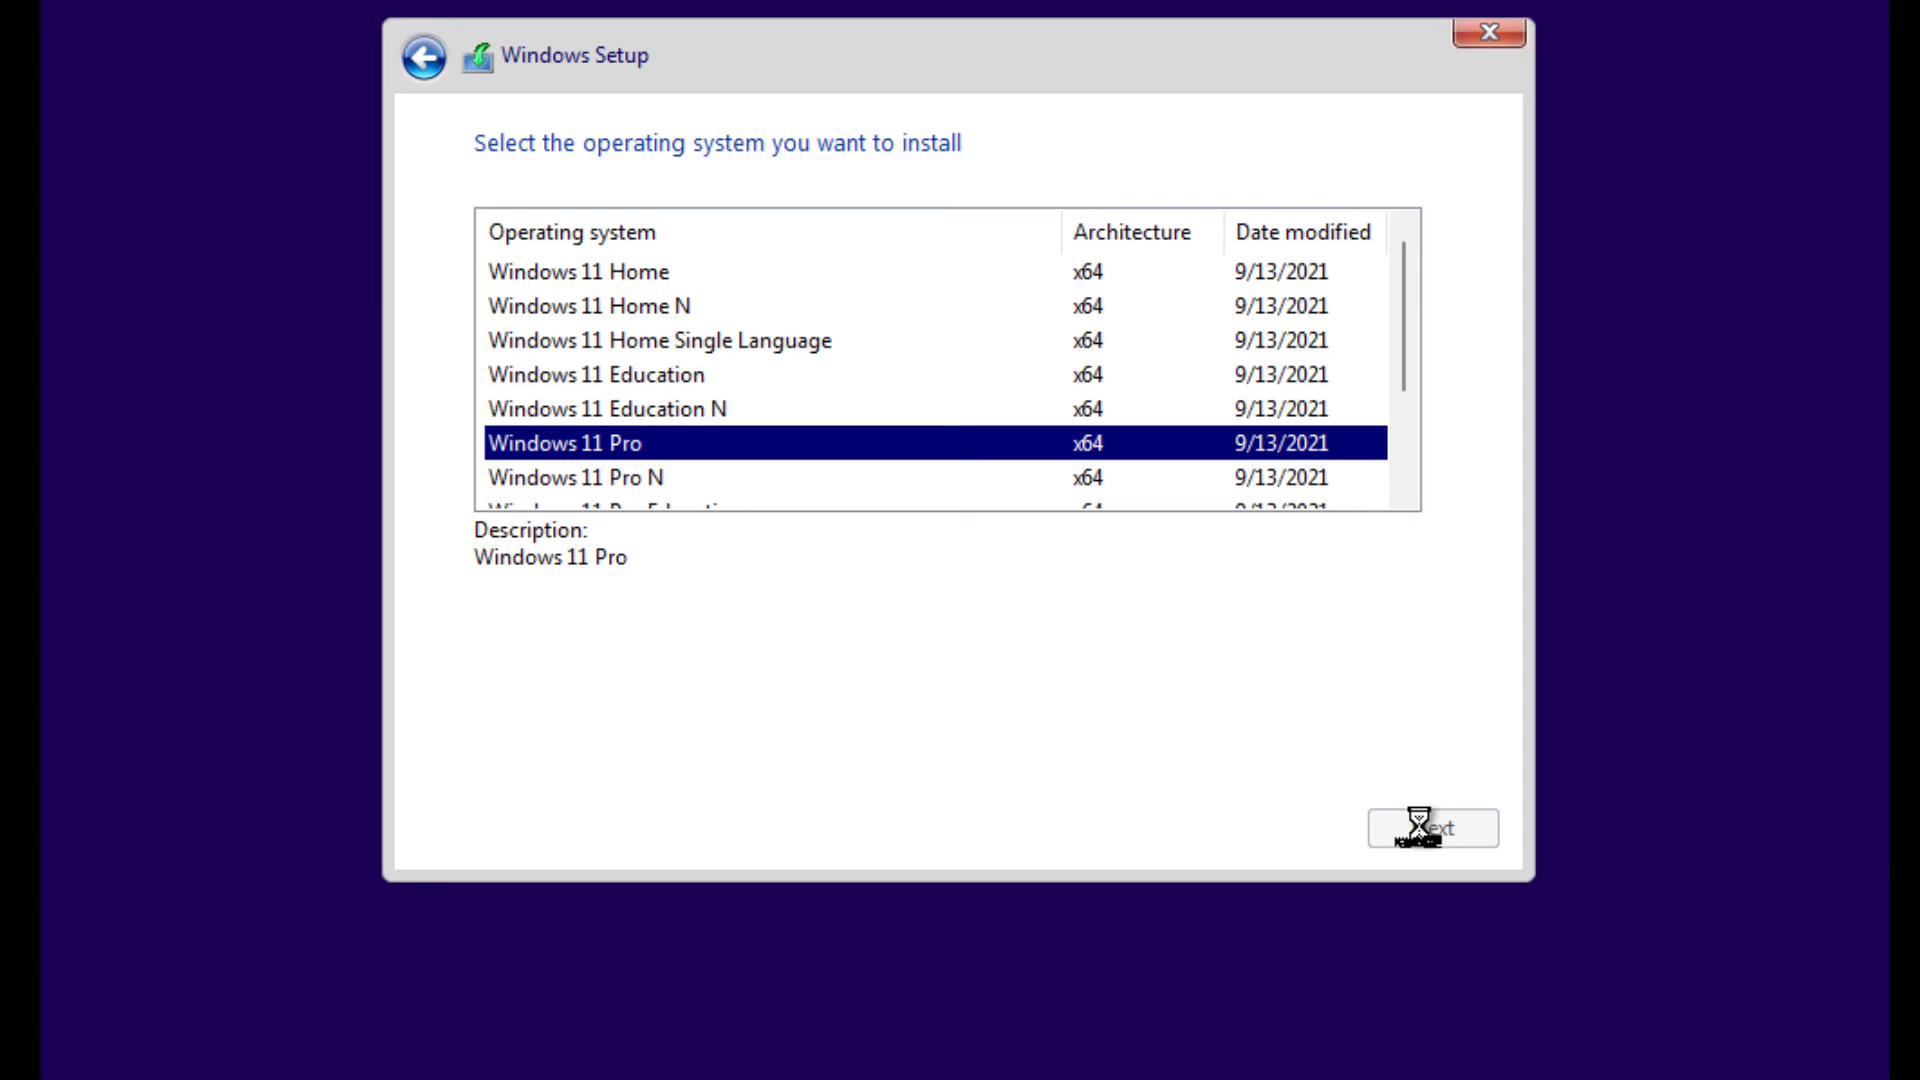 Windows Setup
Select the operating system you want to install
Operating system Architecture Date modified
Windows 11 Home x64 9/13/2021
Windows 11 Home N x64 9/13/2021
Windows 11 Home Single Language x64 9/13/2021
Windows 11 Education x64 9/13/2021
Windows 11 Education N x64 9/13/2021
Windows 11 Pro x64 9/13/2021
Windows 11 Pro N x64 9/13/2021
Description:
Windows 11 Pro